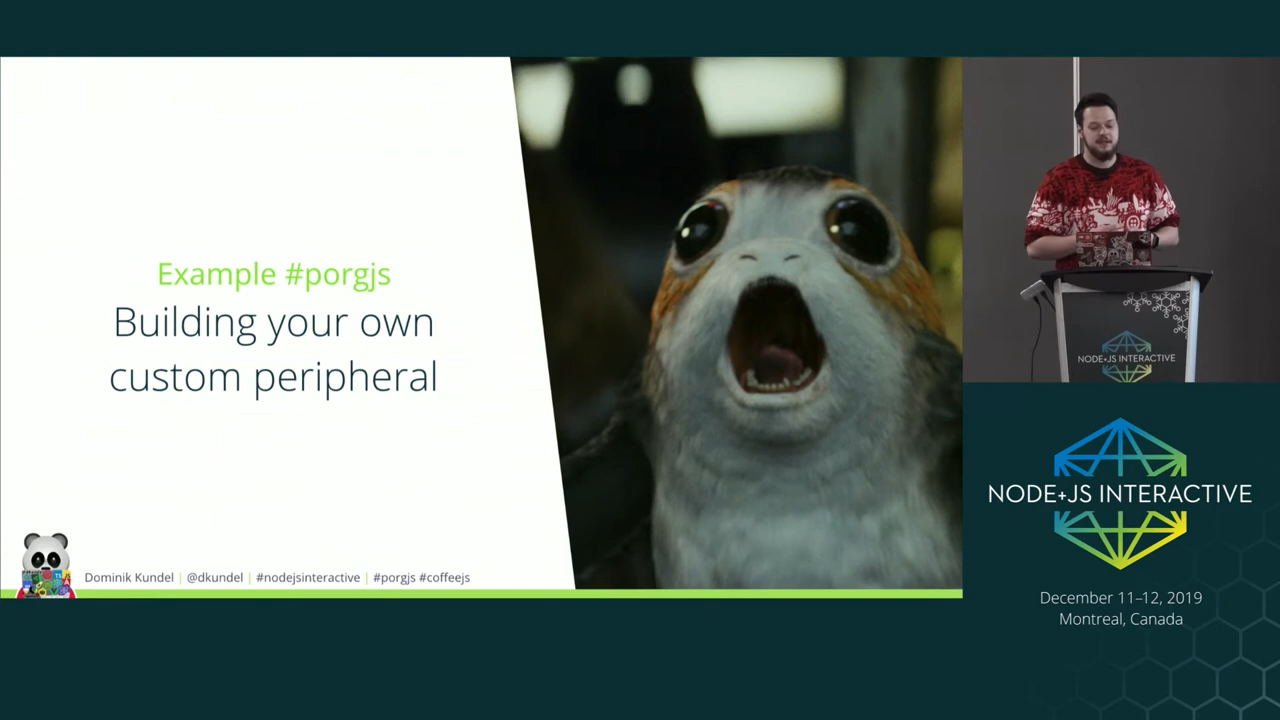 Example #porgjs
Building your own
custom peripheral
Dominik Kundel | @dkundel | #nodejsinteractive | #porgjs #coffeejs
NODE+JS INTERACTIVE
NODE+JS INTERACTIVE
December 11–12, 2019
Montreal, Canada